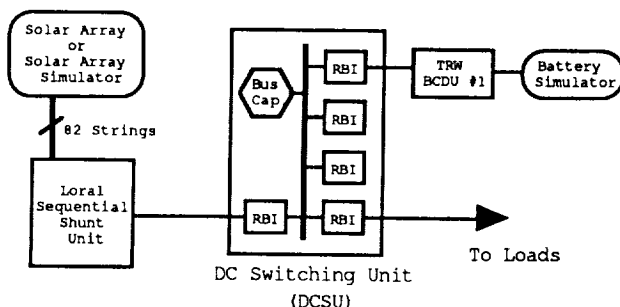 Solar Array
or
Solar Array
Simulator
82 Strings
Loral
Sequential
Shunt
Unit
Bus
Cap
RBI
RBI
RBI
RBI
RBI
TRW
BCDU #1
Battery
Simulator
To Loads
DC Switching Unit
(DCSU)